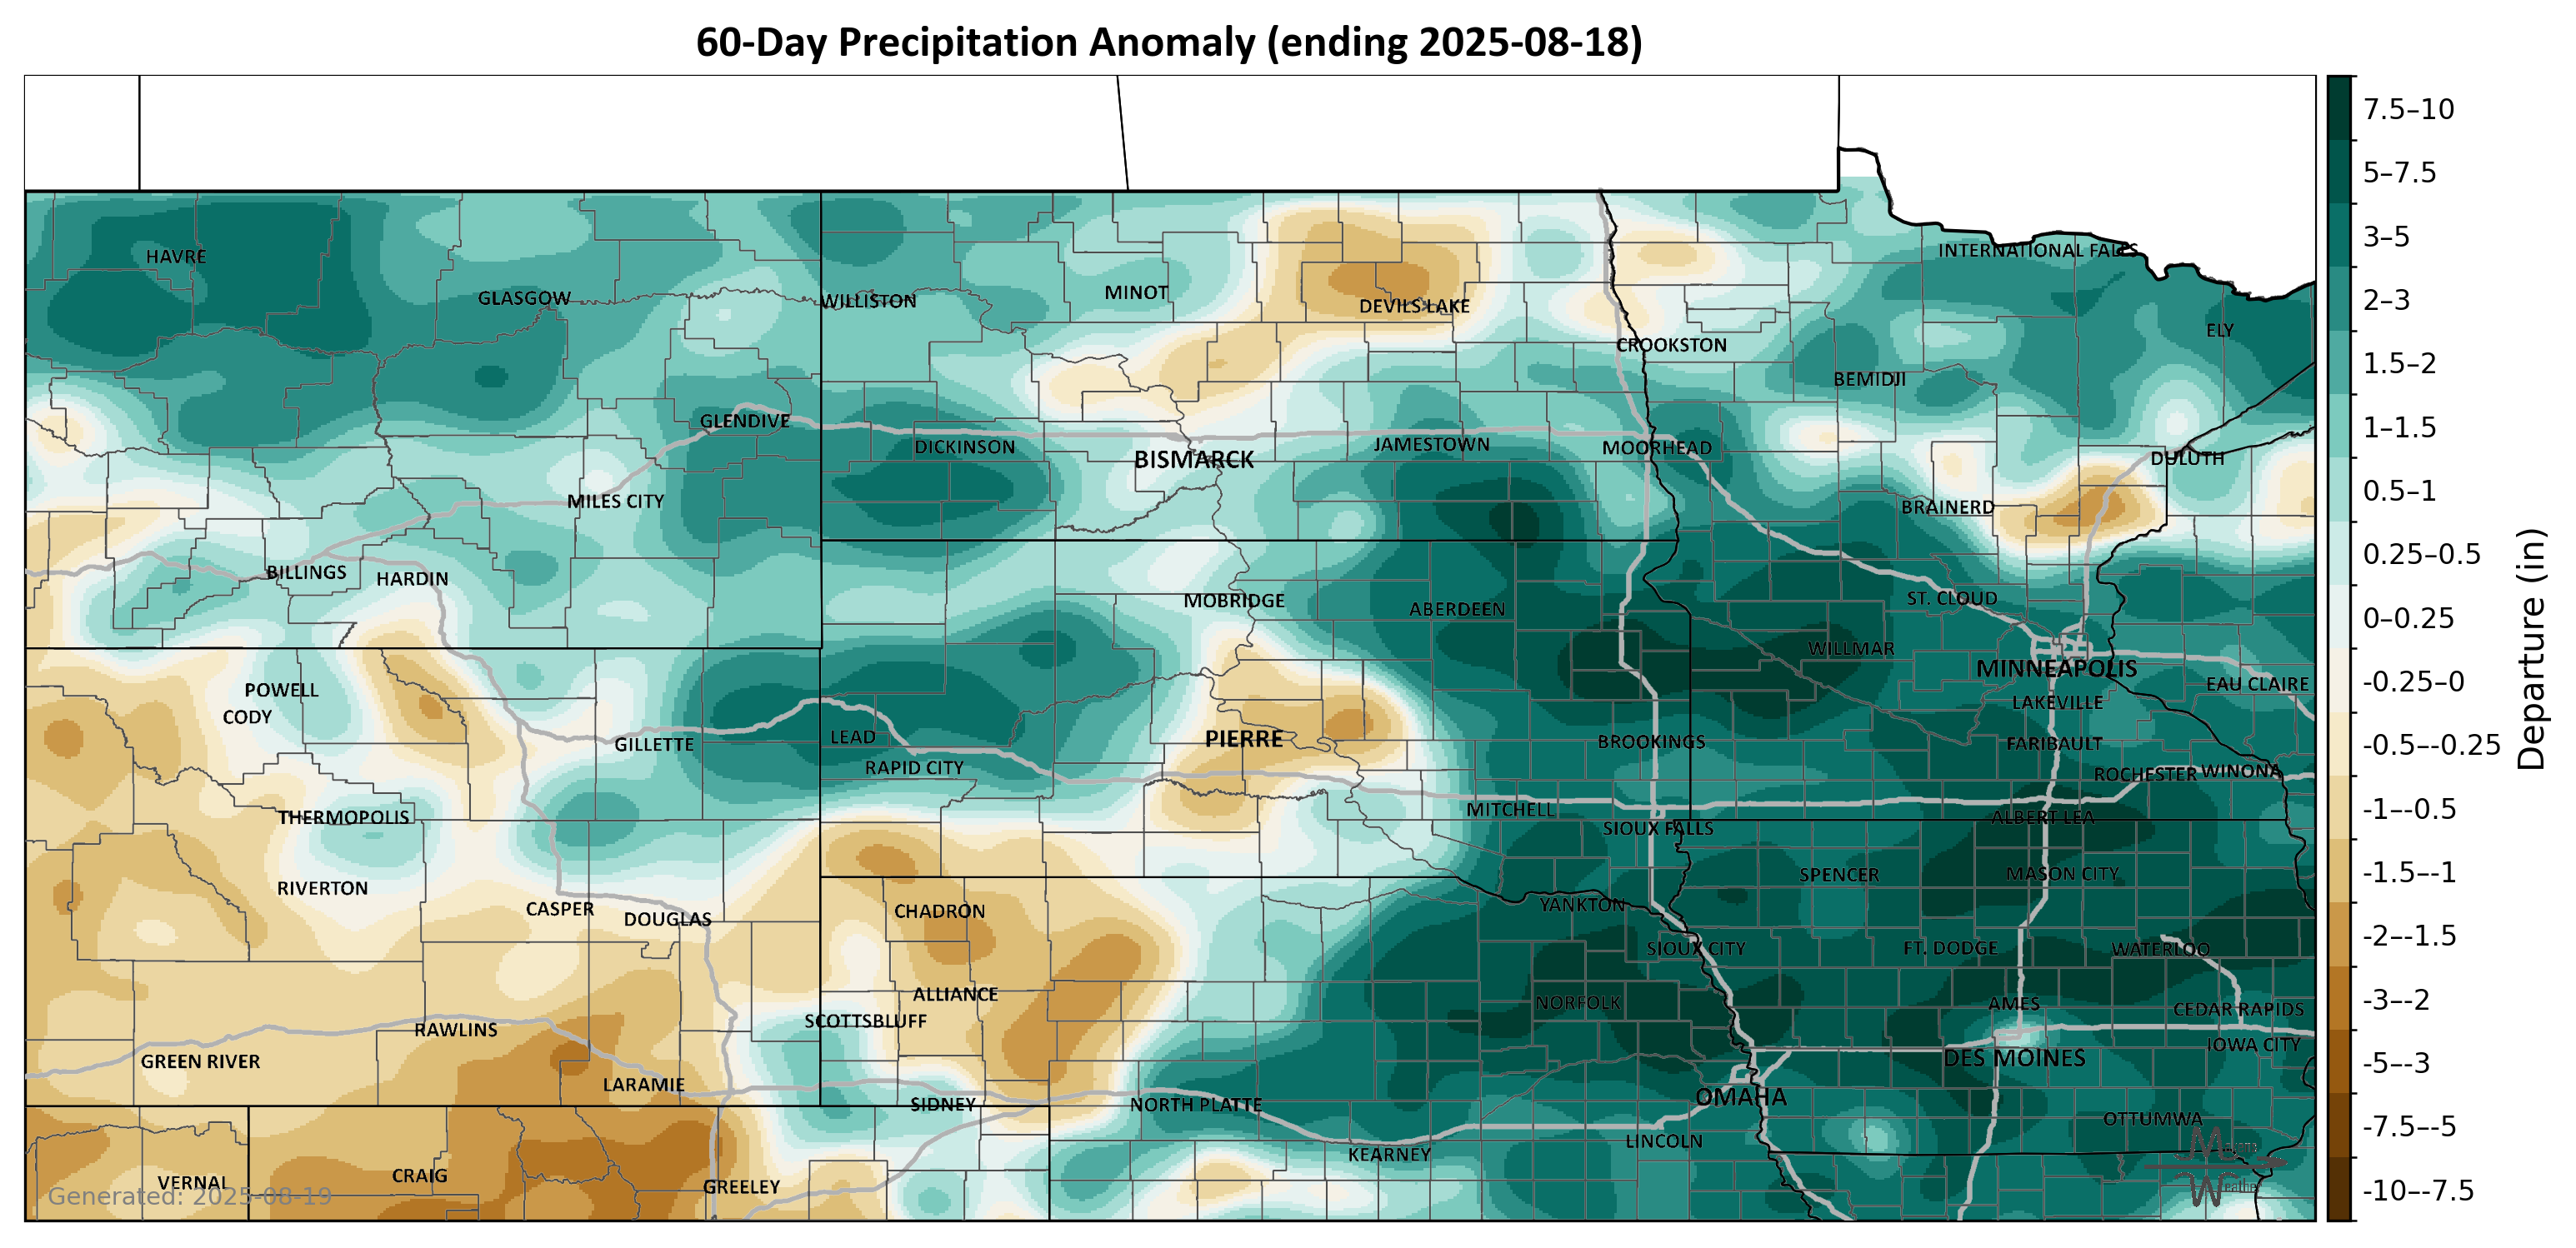 60-Day Precipitation Anomaly (ending 2025-08-18)
7.5–10
5–7.5
3–5
2–3
1.5–2
1–1.5
0.5–1
0.25–0.5
0–0.25
-0.25–0
-0.5–-0.25
-1–-0.5
-1.5–-1
-2–-1.5
-3–-2
-5–-3
-7.5–-5
-10–-7.5
Departure (in)
INTERNATIONAL FALLS
HAVRE
GLASGOW
WILLISTON
MINOT
DEVILS LAKE
ELY
CROOKSTON
BEMIDJI
GLENDIVE
DICKINSON
BISMARCK
JAMESTOWN
MOORHEAD
DULUTH
MILES CITY
BRAINERD
BILLINGS
HARDIN
MOBRIDGE
ABERDEEN
ST. CLOUD
WILLMAR
MINNEAPOLIS
EAU CLAIRE
POWELL
CODY
LAKEVILLE
GILLETTE
LEAD
PIERRE
BROOKINGS
FARIBAULT
RAPID CITY
ROCHESTER
WINONA
THERMOPOLIS
MITCHELL
SIOUX FALLS
ALBERT LEA
RIVERTON
SPENCER
MASON CITY
CASPER
DOUGLAS
CHADRON
YANKTON
SIOUX CITY
FT. DODGE
WATERLOO
ALLIANCE
NORFOLK
AMES
CEDAR RAPIDS
SCOTTSBLUFF
RAWLINS
GREEN RIVER
IOWA CITY
DES MOINES
LARAMIE
SIDNEY
NORTH PLATTE
OMAHA
OTTUMWA
LINCOLN
KEARNEY
VERNAL
CRAIG
GREELEY
Generated: 2025-08-19
Weather